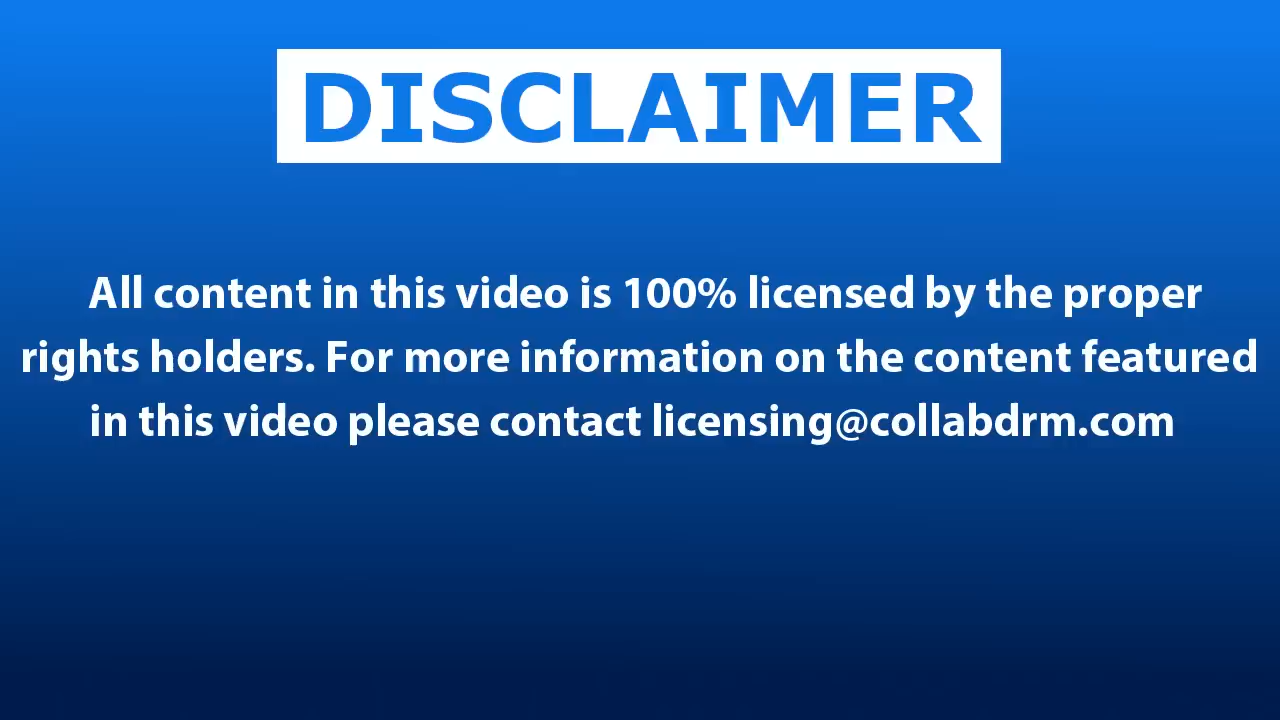 DISCLAIMER
All content in this video is 100% licensed by the proper
rights holders. For more information on the content featured
in this video please contact licensing@collabdrm.com